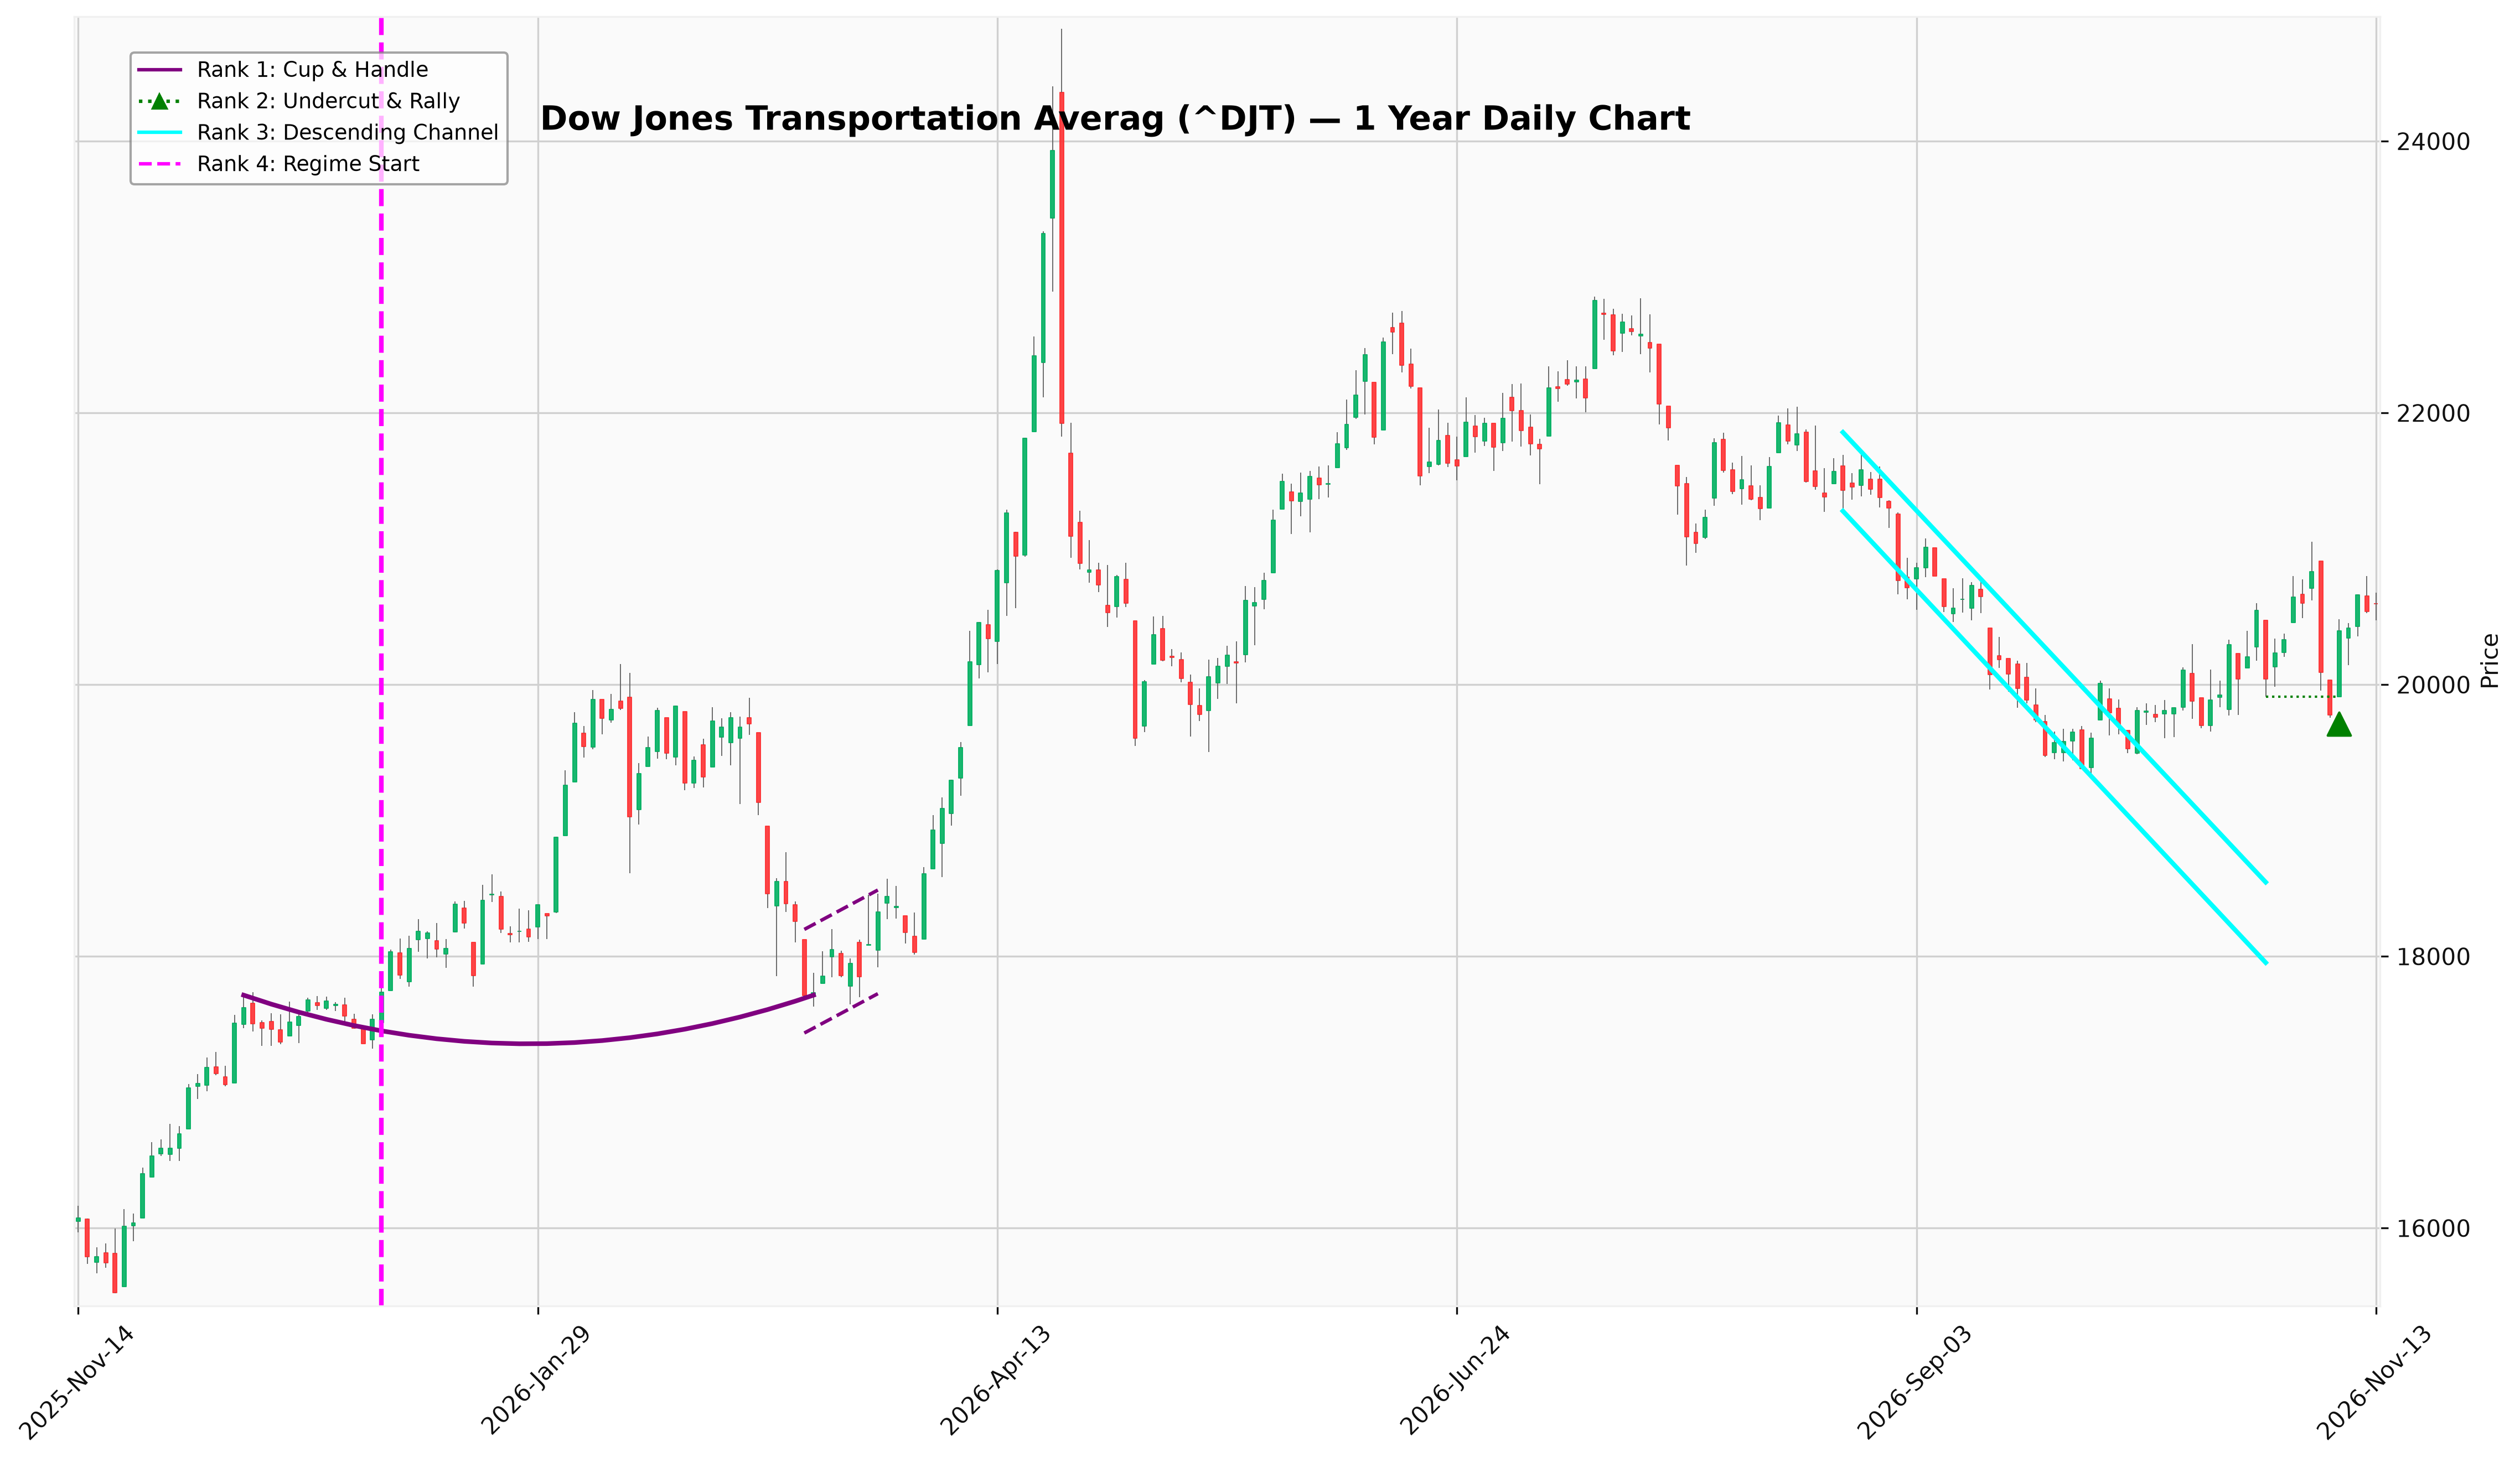 Rank 1: Cup & Handle
Rank 2: Undercut & Rally
Rank 3: Descending Channel
Rank 4: Regime Start
Dow Jones Transportation Averag (^DJT) — 1 Year Daily Chart
24000
22000
20000
18000
16000
Price
2025-Nov-14
2026-Jan-29
2026-Apr-13
2026-Jun-24
2026-Sep-03
2026-Nov-13